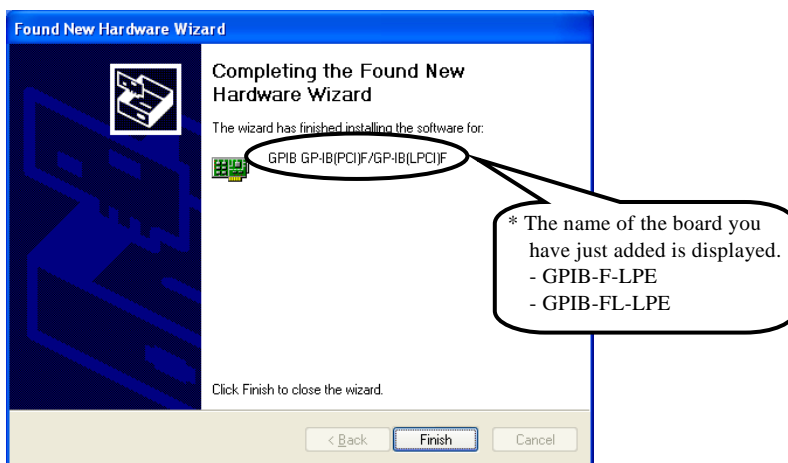 Found New Hardware Wizard
Completing the Found New
Hardware Wizard
The wizard has finished installing the software for:
GPIB GP-IB(PCI)F/GP-IB(LPCI)F
* The name of the board you
have just added is displayed.
- GPIB-F-LPE
- GPIB-FL-LPE
Click Finish to close the wizard.
< Back Finish Cancel